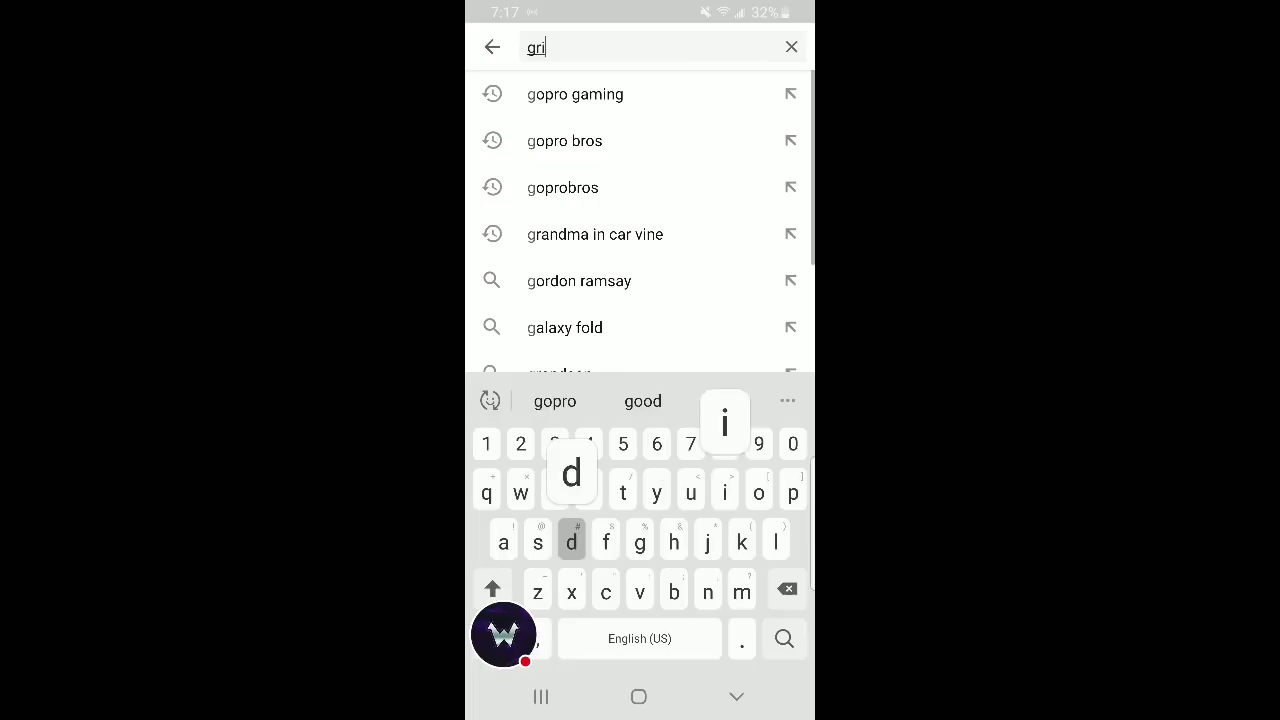 7:17 32%
gri
gopro gaming
gopro bros
goprobros
grandma in car vine
gordon ramsay
galaxy fold
gopro good i
1 2 5 6 7 9 0
d
q w t y u i o p
a s d f g h j k l
z x c v b n m
W , English (US) .